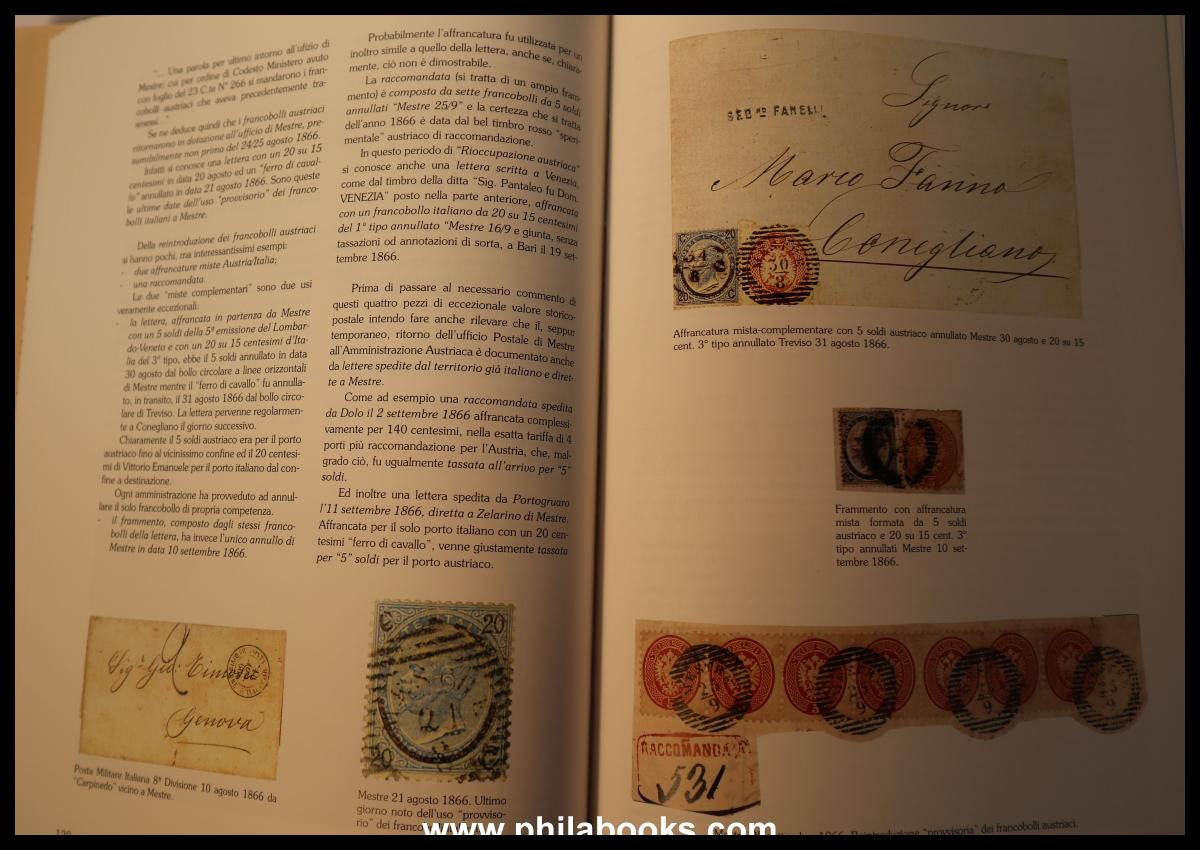 "... Una parola per ultimo intorno all'ufizio di
Mestre; cui per ordine di Codesto Ministero avuto
con foglio del 23 C.te N° 266 si mandarono i fran-
cobolli austriaci che aveva precedentemente tra-
smessi..."
Se ne deduce quindi che i francobolli austriaci
ritornarono in dotazione all'ufficio di Mestre, pre-
sumibilmente non prima del 24/25 agosto 1866.
Infatti si conosce una lettera con un 20 su 15
centesimi in data 20 agosto ed un "ferro di caval-
lo" annullato in data 21 agosto 1866. Sono queste
le ultime date dell'uso "provvisorio" dei franco-
bolli italiani a Mestre.
Della reintroduzione dei francobolli austriaci
si hanno pochi, ma interessantissimi esempi:
- due affrancature miste Austria/Italia;
- una raccomandata.
Le due "miste complementari" sono due usi
veramente eccezionali:
- la lettera, affrancata in partenza da Mestre
con un 5 soldi della 5ª emissione del Lombar-
do-Veneto e con un 20 su 15 centesimi d'Ita-
lia del 3° tipo, ebbe il 5 soldi annullato in data
30 agosto dal bollo circolare a linee orizzontali
di Mestre mentre il "ferro di cavallo" fu annulla-
to, in transito, il 31 agosto 1866 dal bollo circo-
lare di Treviso. La lettera pervenne regolarmen-
te a Conegliano il giorno successivo.
Chiaramente il 5 soldi austriaco era per il porto
austriaco fino al vicinissimo confine ed il 20 centesi-
mi di Vittorio Emanuele per il porto italiano dal con-
fine a destinazione.
Ogni amministrazione ha provveduto ad annul-
lare il solo francobollo di propria competenza.
- il frammento, composto dagli stessi franco-
bolli della lettera, ha invece l'unico annullo di
Mestre in data 10 settembre 1866.
Probabilmente l'affrancatura fu utilizzata per un
inoltro simile a quello della lettera, anche se, chiara-
mente, ciò non è dimostrabile.
La raccomandata (si tratta di un ampio fram-
mento) è composta da sette francobolli da 5 soldi
annullati "Mestre 25/9" e la certezza che si tratta
dell'anno 1866 è data dal bel timbro rosso "speri-
mentale" austriaco di raccomandazione.
In questo periodo di "Rioccupazione austriaca"
si conosce anche una lettera scritta a Venezia,
come dal timbro della ditta "Sig. Pantaleo fu Dom.
VENEZIA" posto nella parte anteriore, affrancata
con un francobollo italiano da 20 su 15 centesimi
del 1° tipo annullato "Mestre 16/9 e giunta, senza
tassazioni od annotazioni di sorta, a Bari il 19 set-
tembre 1866.
Prima di passare al necessario commento di
questi quattro pezzi di eccezionale valore storico-
postale intendo fare anche rilevare che il, seppur
temporaneo, ritorno dell'ufficio Postale di Mestre
all'Amministrazione Austriaca è documentato anche
da lettere spedite dal territorio già italiano e diret-
te a Mestre.
Come ad esempio una raccomandata spedita
da Dolo il 2 settembre 1866 affrancata complessi-
vamente per 140 centesimi, nella esatta tariffa di 4
porti più raccomandazione per l'Austria, che, mal-
grado ciò, fu ugualmente tassata all'arrivo per "5"
soldi.
Ed inoltre una lettera spedita da Portogruaro
l'11 settembre 1866, diretta a Zelarino di Mestre.
Affrancata per il solo porto italiano con un 20 cen-
tesimi "ferro di cavallo", venne giustamente tassata
per "5" soldi per il porto austriaco.
Genova
Posta Militare Italiana 8ª Divisione 10 agosto 1866 da
"Carpinedo" vicino a Mestre.
C 20
21
20
Mestre 21 agosto 1866. Ultimo
giorno noto dell'uso "provviso-
rio" dei franco
SEB NO FANELLI
Signore
Marco Fanno
Conegliano
20
20 C
30
8
Affrancatura mista-complementare con 5 soldi austriaco annullato Mestre 30 agosto e 20 su 15
cent. 3° tipo annullato Treviso 31 agosto 1866.
Frammento con affrancatura
mista formata da 5 soldi
austriaco e 20 su 15 cent. 3°
tipo annullati Mestre 10 set-
tembre 1866.
RACCOMANDATA
531
1866. Reintroduzione "provvisoria" dei francobolli austriaci.
www.philabooks.com